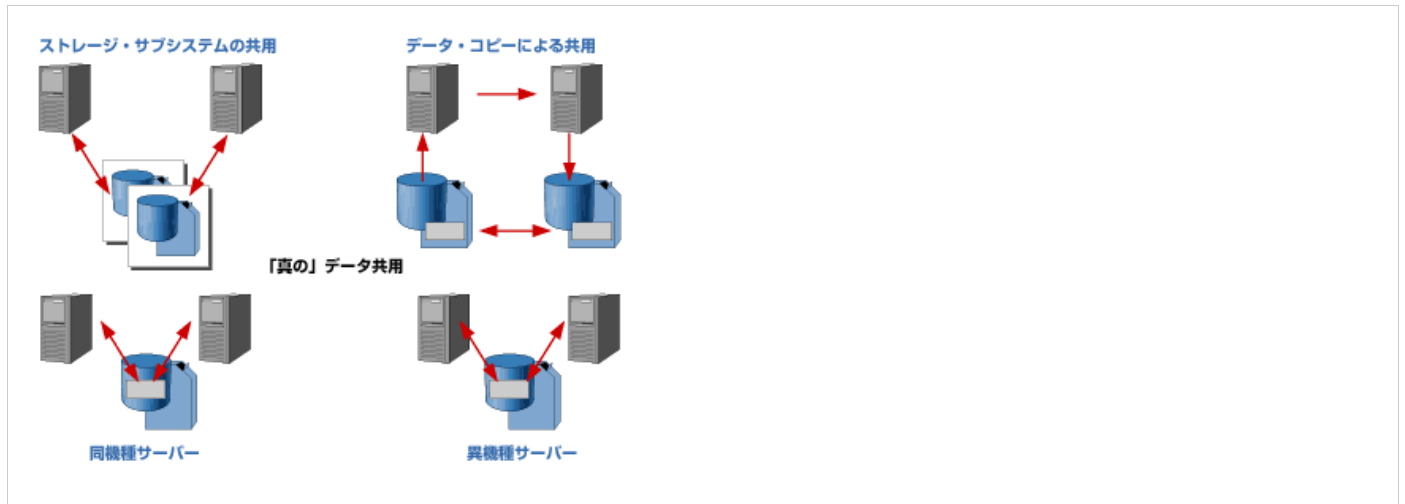 ストレージ・サブシステムの共用
データ・コピーによる共用
「真の」データ共用
同機種サーバー
異機種サーバー